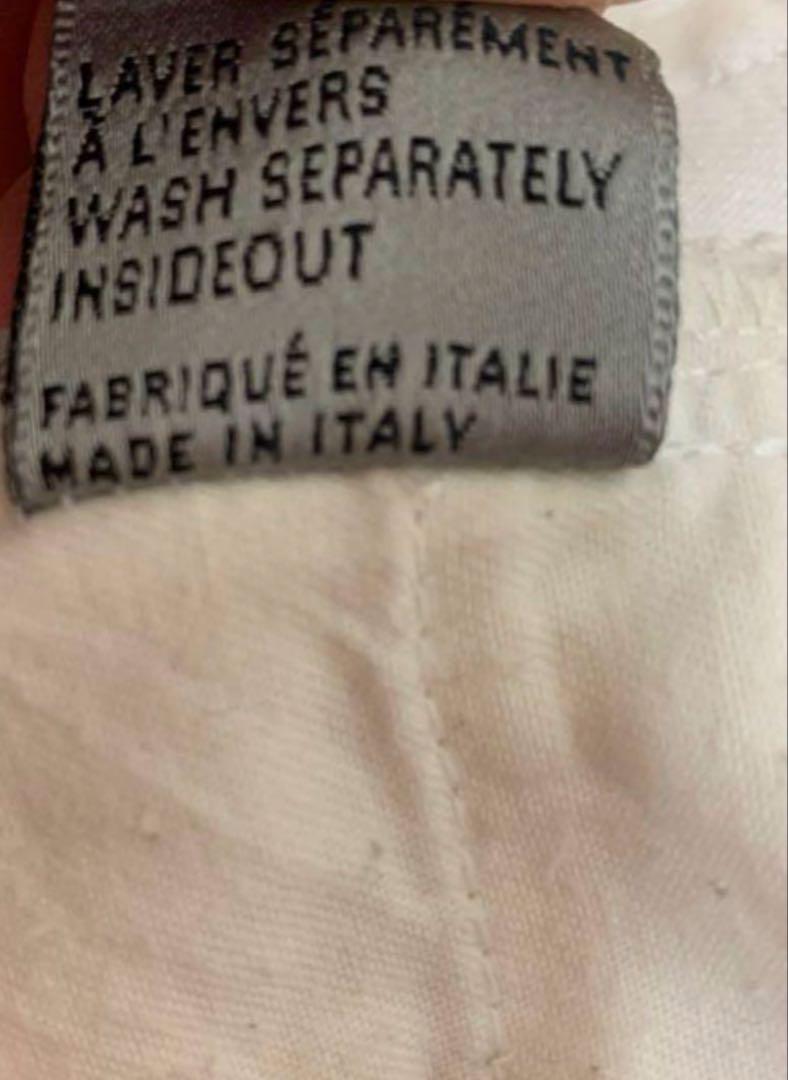 LAVER SÉPARÉMENT
À L'ENVERS
WASH SEPARATELY
INSIDEOUT
FABRIQUÉ EN ITALIE
MADE IN ITALY